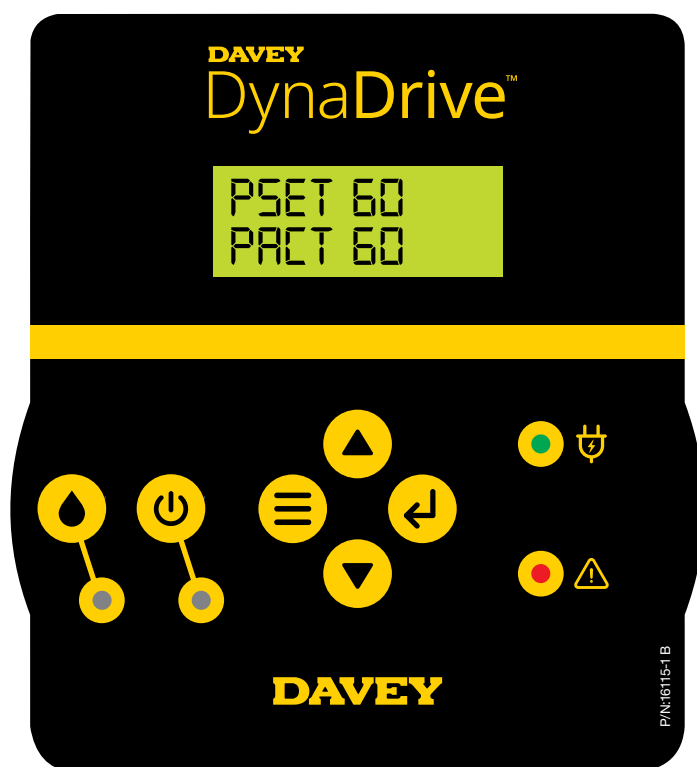 DAVEY
DynaDrive™
PSET 60
PACT 60
DAVEY
P/N:16115-1 B